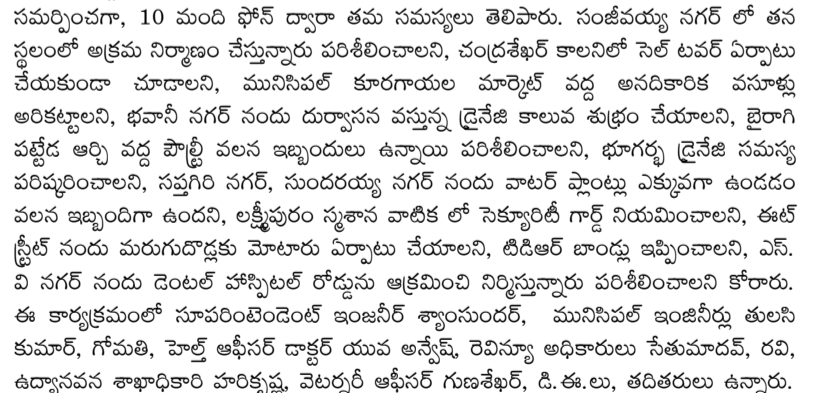 సమర్పించగా, 10 మంది ఫోన్ ద్వారా తమ సమస్యలు తెలిపారు. సంజీవయ్య నగర్ లో తన
స్థలంలో అక్రమ నిర్మాణం చేస్తున్నారు పరిశీలించాలని, చంద్రశేఖర్ కాలనిలో సెల్ టవర్ ఏర్పాటు
చేయకుండా చూడాలని, మునిసిపల్ కూరగాయల మార్కెట్ వద్ద అనదికారిక వసూళ్లు
అరికట్టాలని, భవానీ నగర్ నందు దుర్వాసన వస్తున్న డ్రైనేజి కాలువ శుభ్రం చేయాలని, బైరాగి
పట్టేడ ఆర్చి వద్ద పౌల్ట్రీ వలన ఇబ్బందులు ఉన్నాయి పరిశీలించాలని, భూగర్భ డ్రైనేజి సమస్య
పరిష్కరించాలని, సప్తగిరి నగర్, సుందరయ్య నగర్ నందు వాటర్ ప్లాంట్లు ఎక్కువగా ఉండడం
వలన ఇబ్బందిగా ఉందని, లక్ష్మీపురం స్మశాన వాటిక లో సెక్యూరిటీ గార్డ్ నియమించాలని, ఈట్
స్ట్రీట్ నందు మరుగుదొడ్లకు మోటారు ఏర్పాటు చేయాలని, టిడిఆర్ బాండ్లు ఇప్పించాలని, ఎస్.
వి నగర్ నందు డెంటల్ హాస్పిటల్ రోడ్డును ఆక్రమించి నిర్మిస్తున్నారు పరిశీలించాలని కోరారు.
ఈ కార్యక్రమంలో సూపరింటెండెంట్ ఇంజనీర్ శ్యాంసుందర్, మునిసిపల్ ఇంజినీర్లు తులసి
కుమార్, గోమతి, హెల్త్ ఆఫీసర్ డాక్టర్ యువ అన్వేష్, రెవిన్యూ అధికారులు సేతుమాదవ్, రవి,
ఉద్యానవన శాఖాధికారి హరికృష్ణ, వెటర్నరీ ఆఫీసర్ గుణశేఖర్, డి.ఈ.లు, తదితరులు ఉన్నారు.